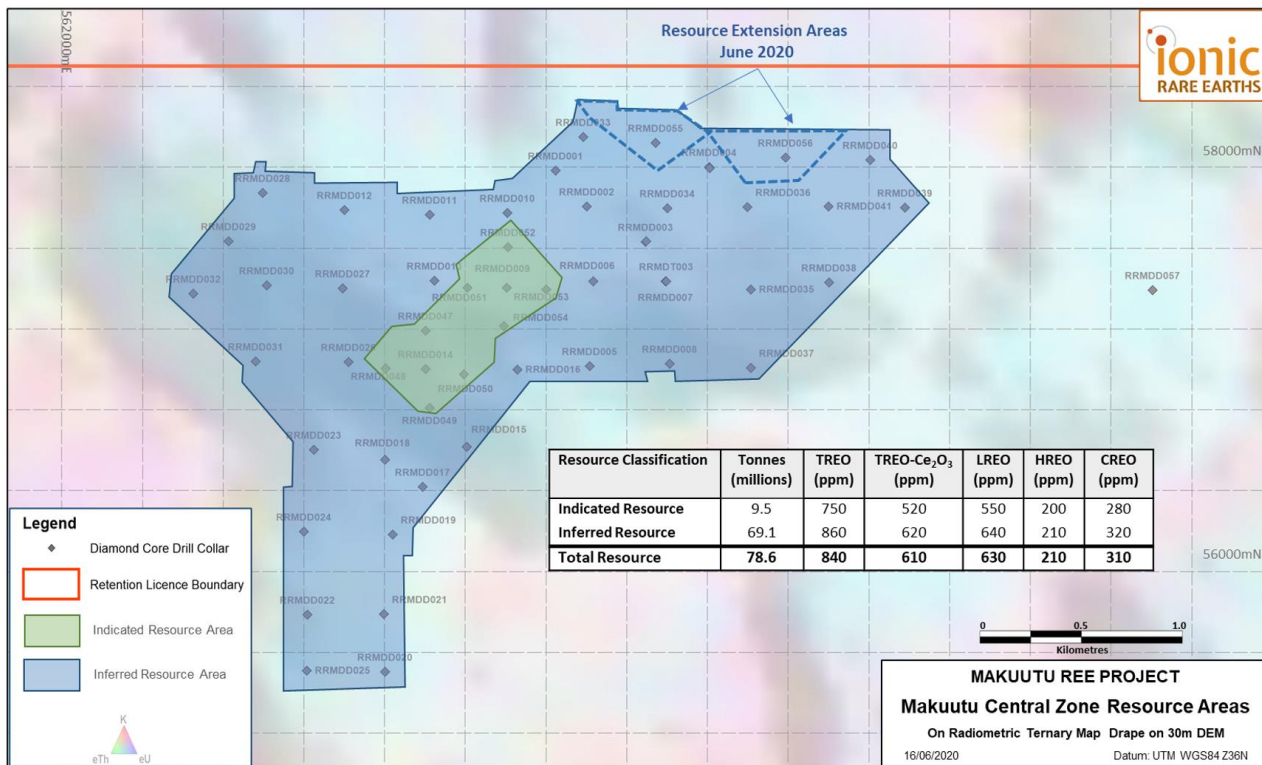 562000mE
Resource Extension Areas
June 2020
ionic
RARE EARTHS
58000mN
RRMDD033
RRMDD055
RRMDD056
RRMDD040
RRMDD001
RRMDD004
RRMDD028
RRMDD012
RRMDD011
RRMDD010
RRMDD002
RRMDD034
RRMDD036
RRMDD041
RRMDD039
RRMDD029
RRMDD052
RRMDD003
RRMDD032
RRMDD030
RRMDD027
RRMDD009
RRMDD006
RRMDT003
RRMDD038
RRMDD057
RRMDD051
RRMDD053
RRMDD007
RRMDD035
RRMDD047
RRMDD054
RRMDD031
RRMDD014
RRMDD016
RRMDD005
RRMDD008
RRMDD037
RRMDD048
RRMDD050
RRMDD049
RRMDD015
RRMDD023
RRMDD018
RRMDD017
RRMDD024
RRMDD019
RRMDD022
RRMDD021
RRMDD025
RRMDD020
Resource Classification Tonnes (millions) TREO (ppm) TREO-Ce₂O₃ (ppm) LREO (ppm) HREO (ppm) CREO (ppm)
Indicated Resource 9.5 750 520 550 200 280
Inferred Resource 69.1 860 620 640 210 320
Total Resource 78.6 840 610 630 210 310
56000mN
Legend
Diamond Core Drill Collar
Retention Licence Boundary
Indicated Resource Area
Inferred Resource Area
K
eTh eU
0 0.5 1.0
Kilometres
MAKUUTU REE PROJECT
Makuutu Central Zone Resource Areas
On Radiometric Ternary Map Drape on 30m DEM
16/06/2020 Datum: UTM WGS84 Z36N